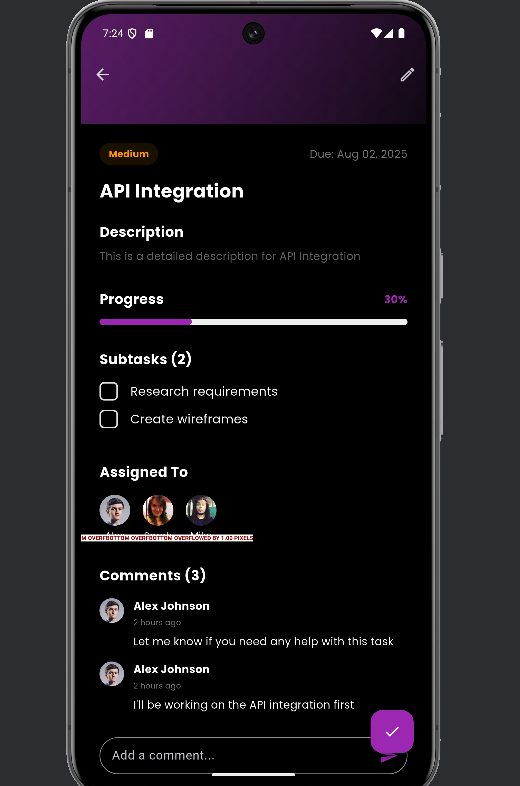 7:24
Medium
Due: Aug 02, 2025
API Integration
Description
This is a detailed description for API Integration
Progress
30%
Subtasks (2)
Research requirements
Create wireframes
Assigned To
M OVERFBOTTOM OVERFBOTTOM OVERFLOWED BY 1.00 PIXELS
Comments (3)
Alex Johnson
2 hours ago
Let me know if you need any help with this task
Alex Johnson
2 hours ago
I'll be working on the API integration first
Add a comment...